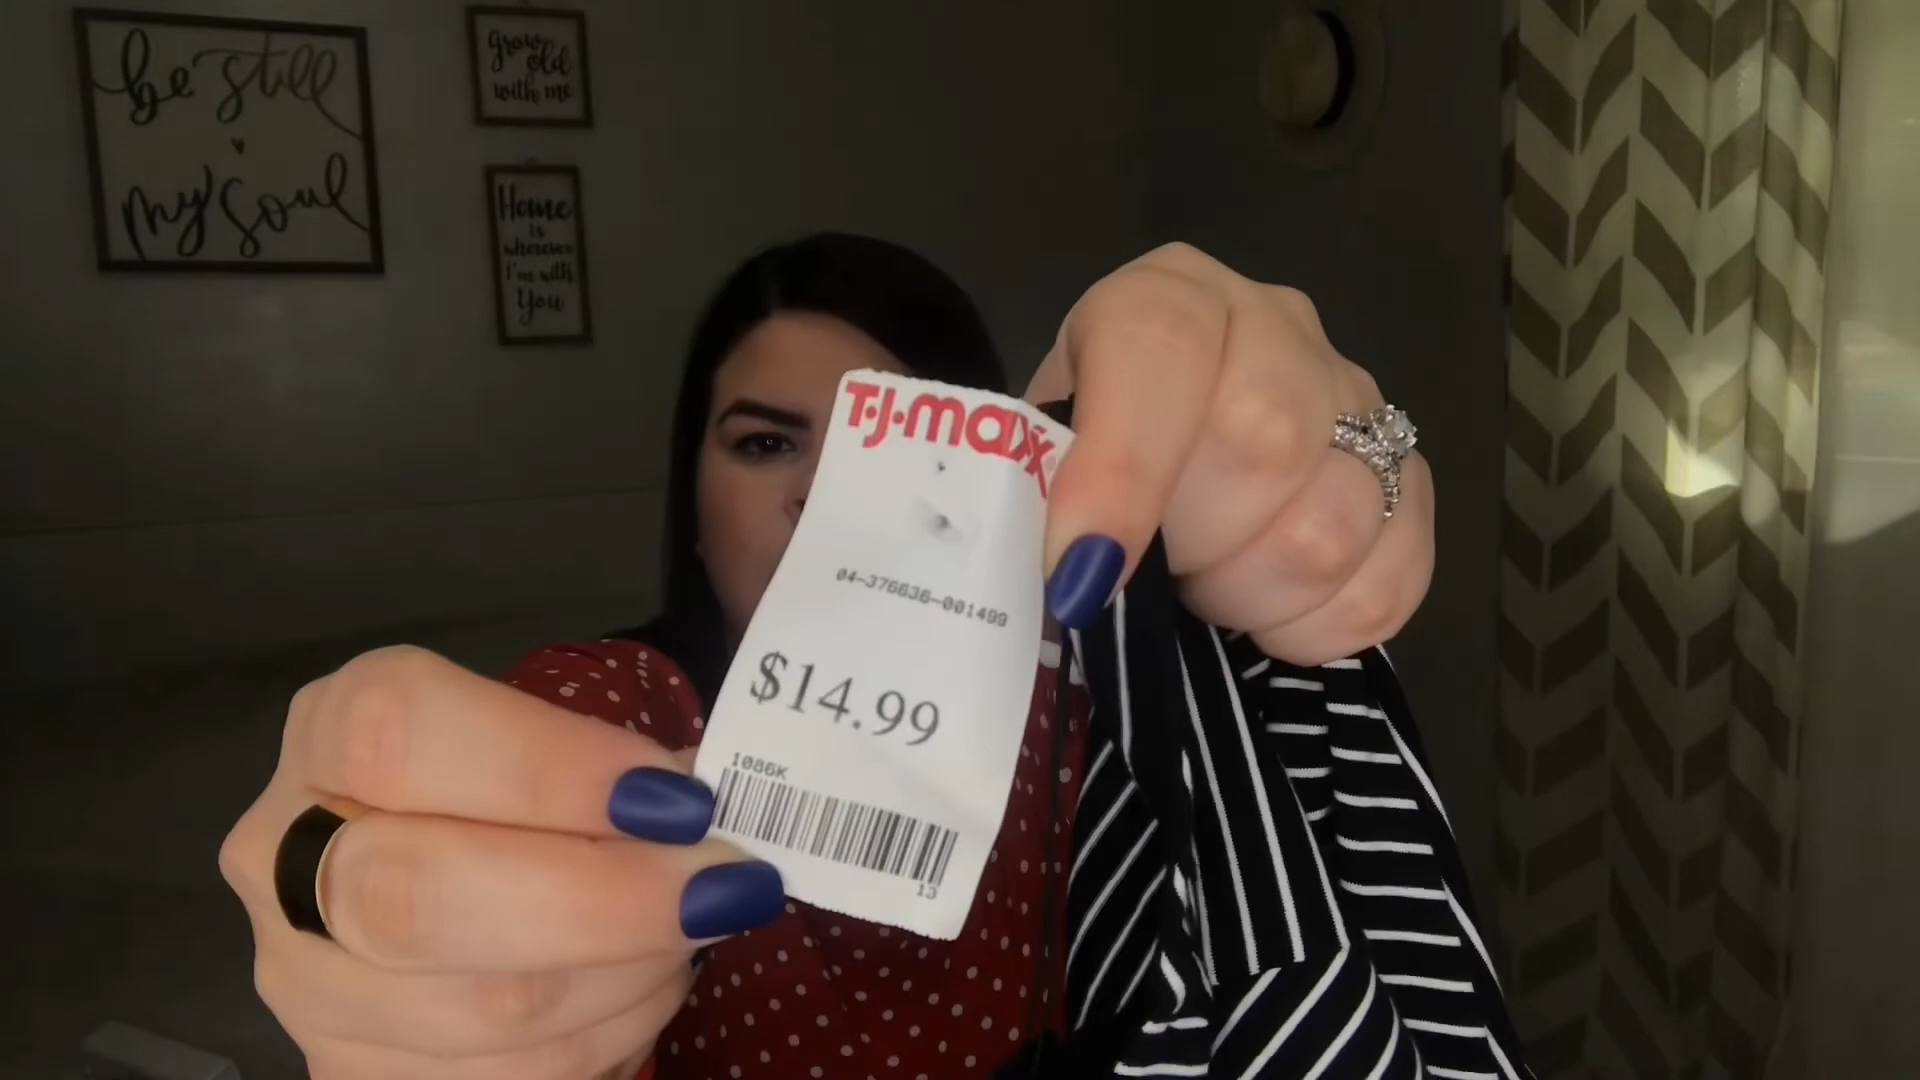 be still
my soul
grow
old
with me
Home
is
wherever
I'm with
You
T·J·maxx
04-376636-001499
$14.99
1086K
13